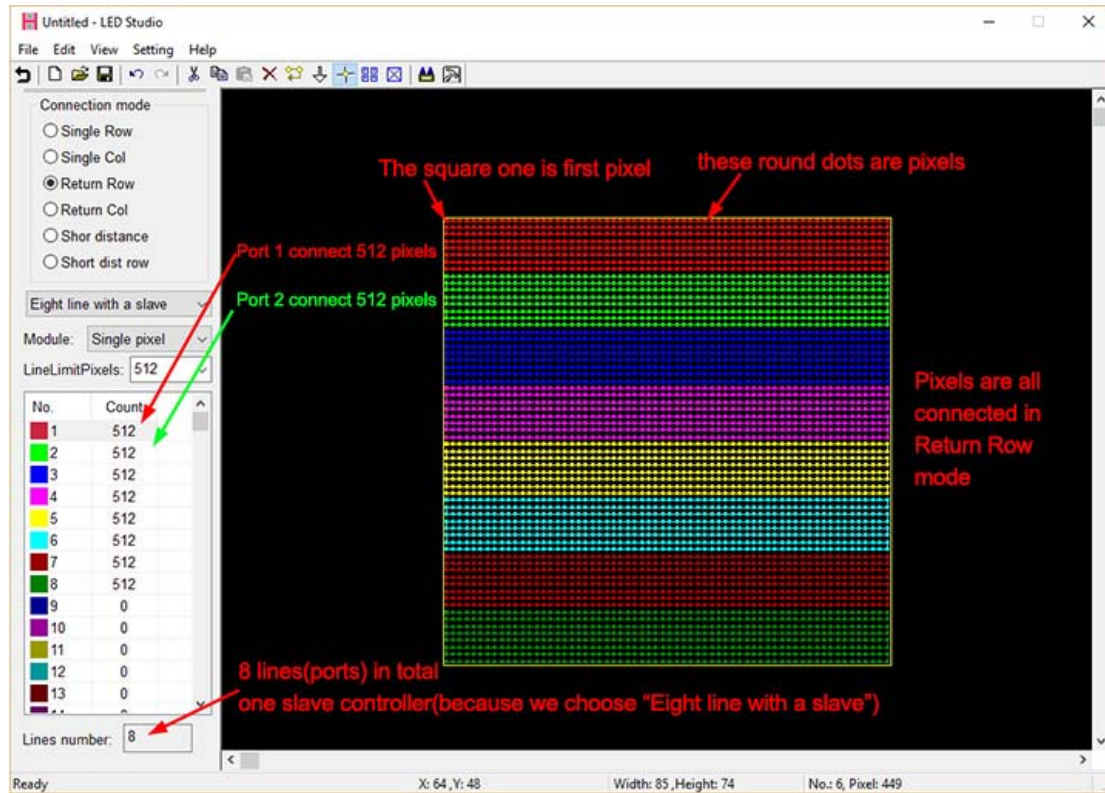 Untitled - LED Studio
File Edit View Setting Help
Connection mode
Single Row
Single Col
Return Row
Return Col
Shor distance
Short dist row
Eight line with a slave
Module: Single pixel
LineLimitPixels: 512
No. Count
1 512
2 512
3 512
4 512
5 512
6 512
7 512
8 512
9 0
10 0
11 0
12 0
13 0
Lines number: 8
The square one is first pixel
these round dots are pixels
Port 1 connect 512 pixels
Port 2 connect 512 pixels
Pixels are all
connected in
Return Row
mode
8 lines(ports) in total
one slave controller(because we choose “Eight line with a slave”)
Ready X: 64 ,Y: 48 Width: 85 ,Height: 74 No.: 6, Pixel: 449